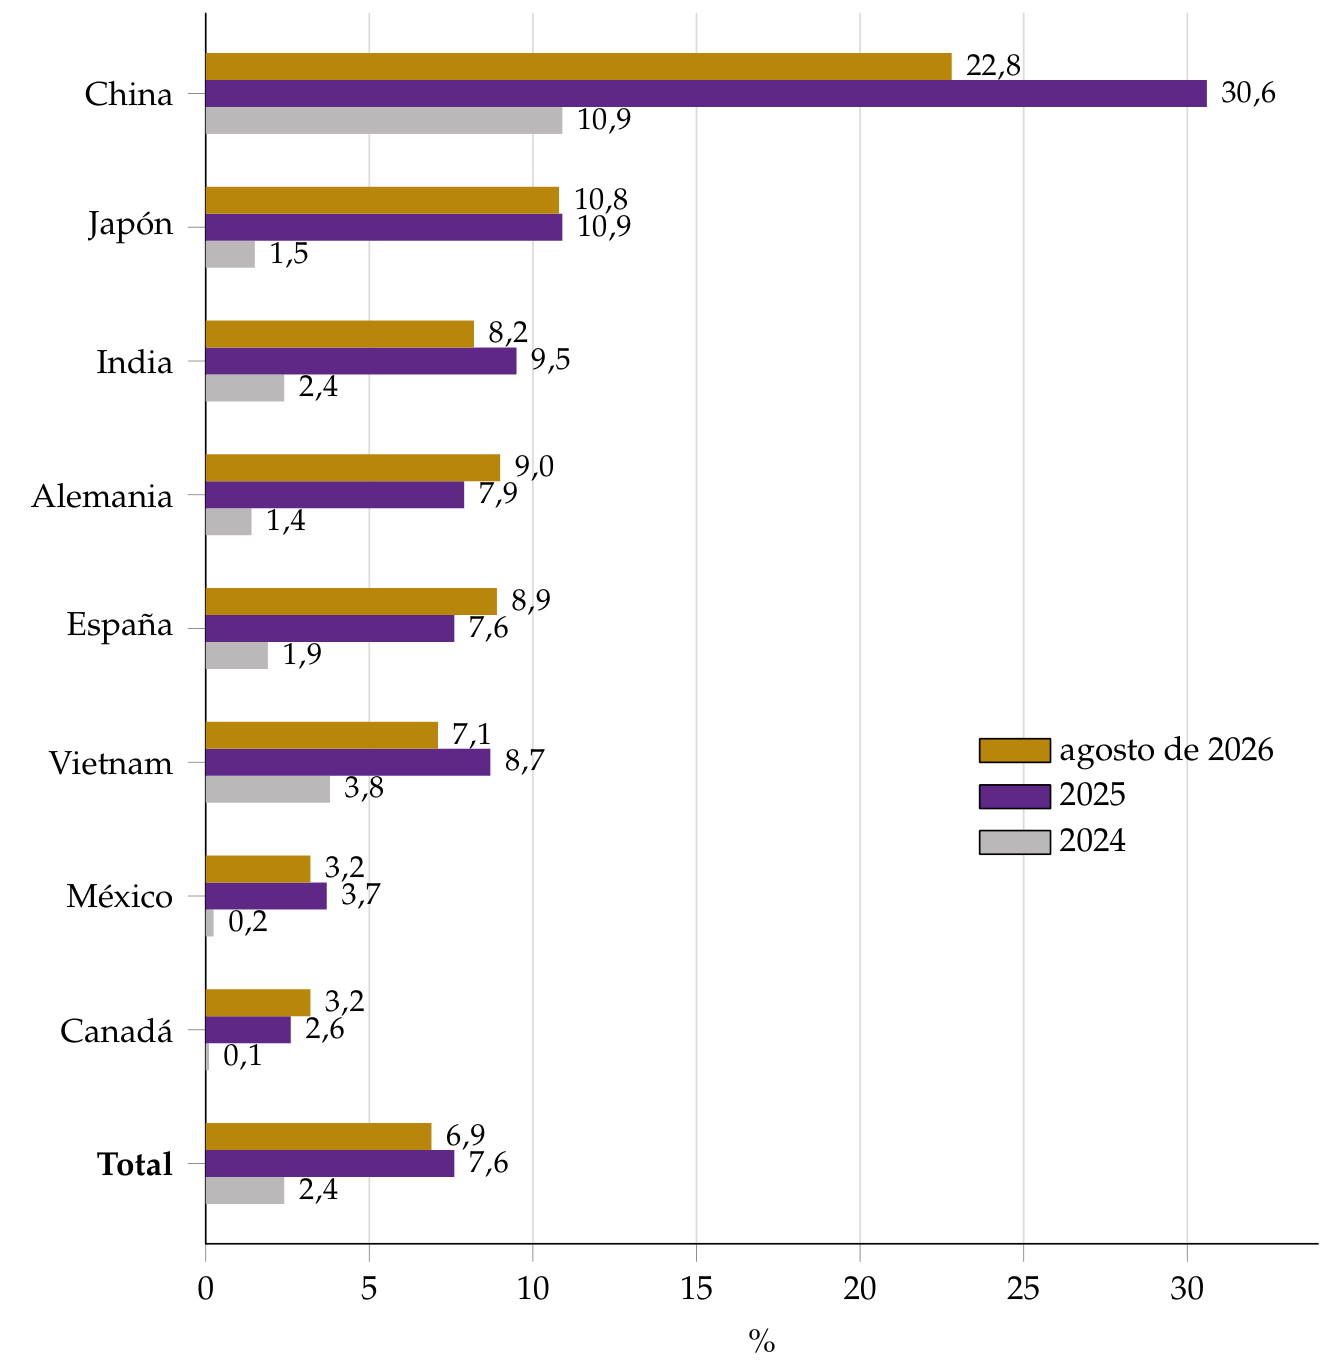 China
22,8
30,6
10,9
Japón
10,8
10,9
1,5
India
8,2
9,5
2,4
Alemania
9,0
7,9
1,4
España
8,9
7,6
1,9
Vietnam
7,1
8,7
3,8
México
3,2
3,7
0,2
Canadá
3,2
2,6
0,1
Total
6,9
7,6
2,4
agosto de 2026
2025
2024
0 5 10 15 20 25 30
%